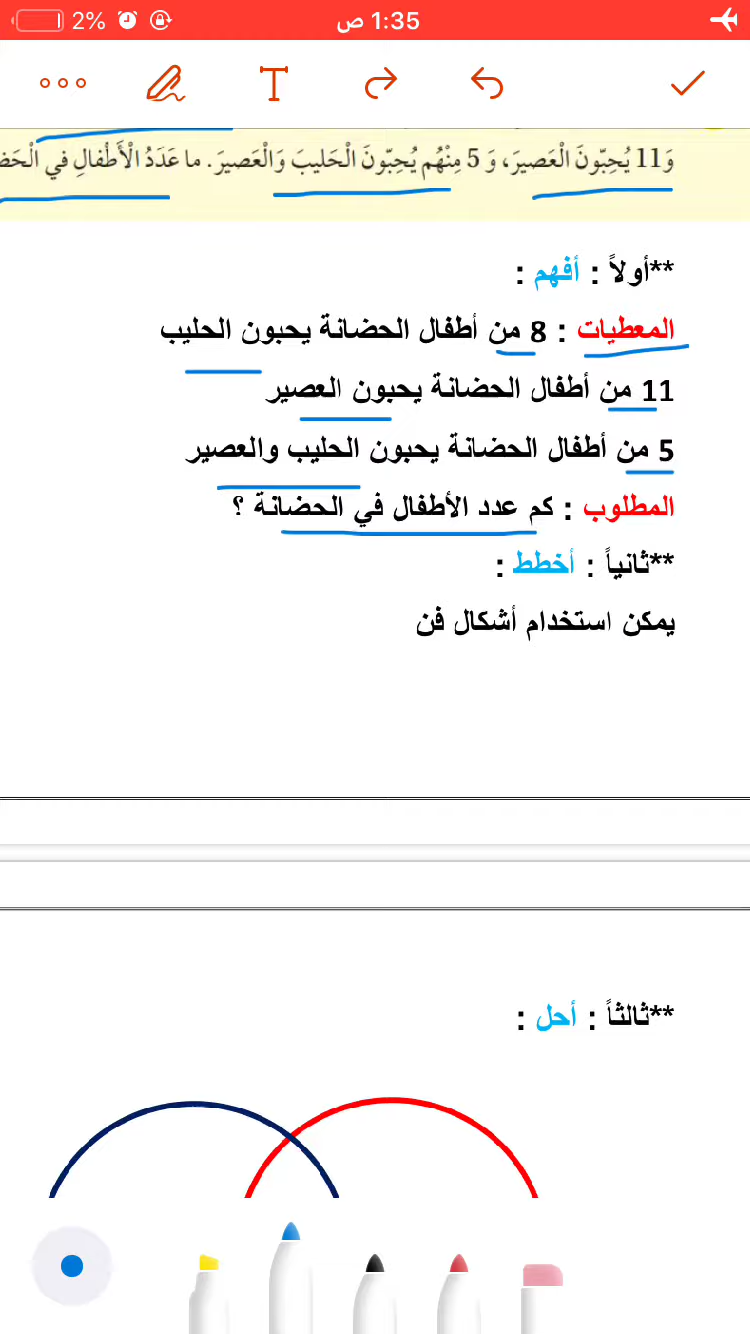 2% 1:35 ص
وَ11 يُحِبّونَ الْعَصيرَ، وَ 5 مِنْهُم يُحِبّونَ الْحَليبَ وَالْعَصيرَ. ما عَدَدُ الْأَطْفالِ في
**أولاً : أفهم :
المعطيات : 8 من أطفال الحضانة يحبون الحليب
11 من أطفال الحضانة يحبون العصير
5 من أطفال الحضانة يحبون الحليب والعصير
المطلوب : كم عدد الأطفال في الحضانة ؟
**ثانياً : أخطط :
يمكن استخدام أشكال فن
**ثالثاً : أحل :